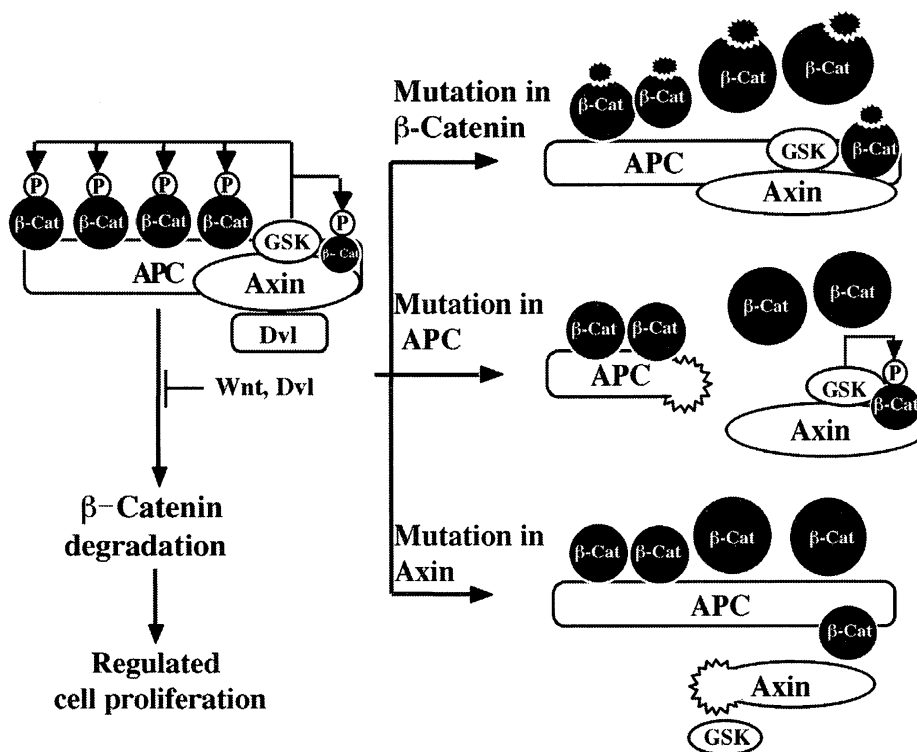 P P P P
β-Cat β-Cat β-Cat β-Cat
P
GSK
β- Cat
APC
Axin
Dvl
Wnt, Dvl
β-Catenin
degradation
Regulated
cell proliferation
Mutation in
β-Catenin
β-Cat β-Cat β-Cat β-Cat
APC
GSK
β-Cat
Axin
Mutation in
APC
β-Cat β-Cat β-Cat β-Cat
APC
P
GSK
β-Cat
Axin
Mutation in
Axin
β-Cat β-Cat β-Cat β-Cat
APC
β-Cat
Axin
GSK